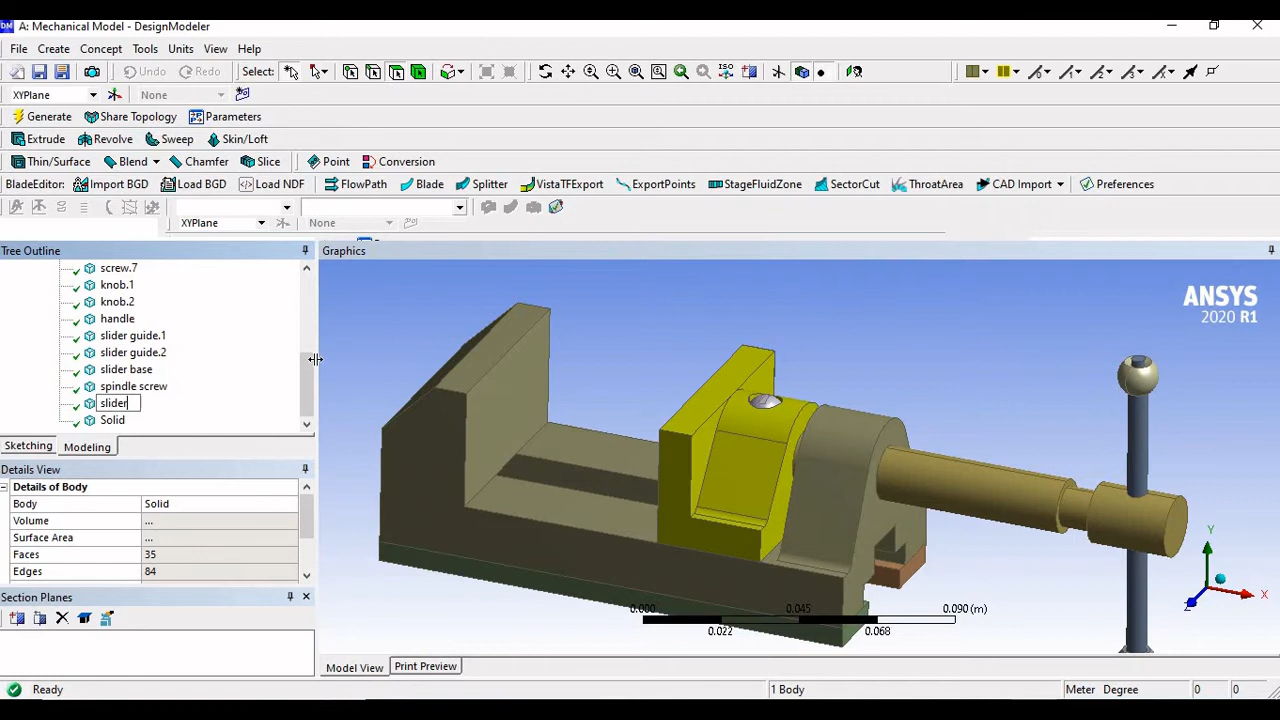 DM A: Mechanical Model - DesignModeler
File Create Concept Tools Units View Help
Undo Redo Select: ISO
XYPlane None
Generate Share Topology Parameters
Extrude Revolve Sweep Skin/Loft
Thin/Surface Blend Chamfer Slice Point Conversion
BladeEditor: Import BGD Load BGD Load NDF FlowPath Blade Splitter VistaTFExport ExportPoints StageFluidZone SectorCut ThroatArea CAD Import Preferences
XYPlane None
Tree Outline
screw.7
knob.1
knob.2
handle
slider guide.1
slider guide.2
slider base
spindle screw
slider
Solid
Sketching Modeling
Details View
Details of Body
Body Solid
Volume ...
Surface Area ...
Faces 35
Edges 84
Section Planes
Graphics
ANSYS
2020 R1
0.000 0.045 0.090 (m)
0.022 0.068
Y
X
Z
Model View Print Preview
Ready 1 Body Meter Degree 0 0